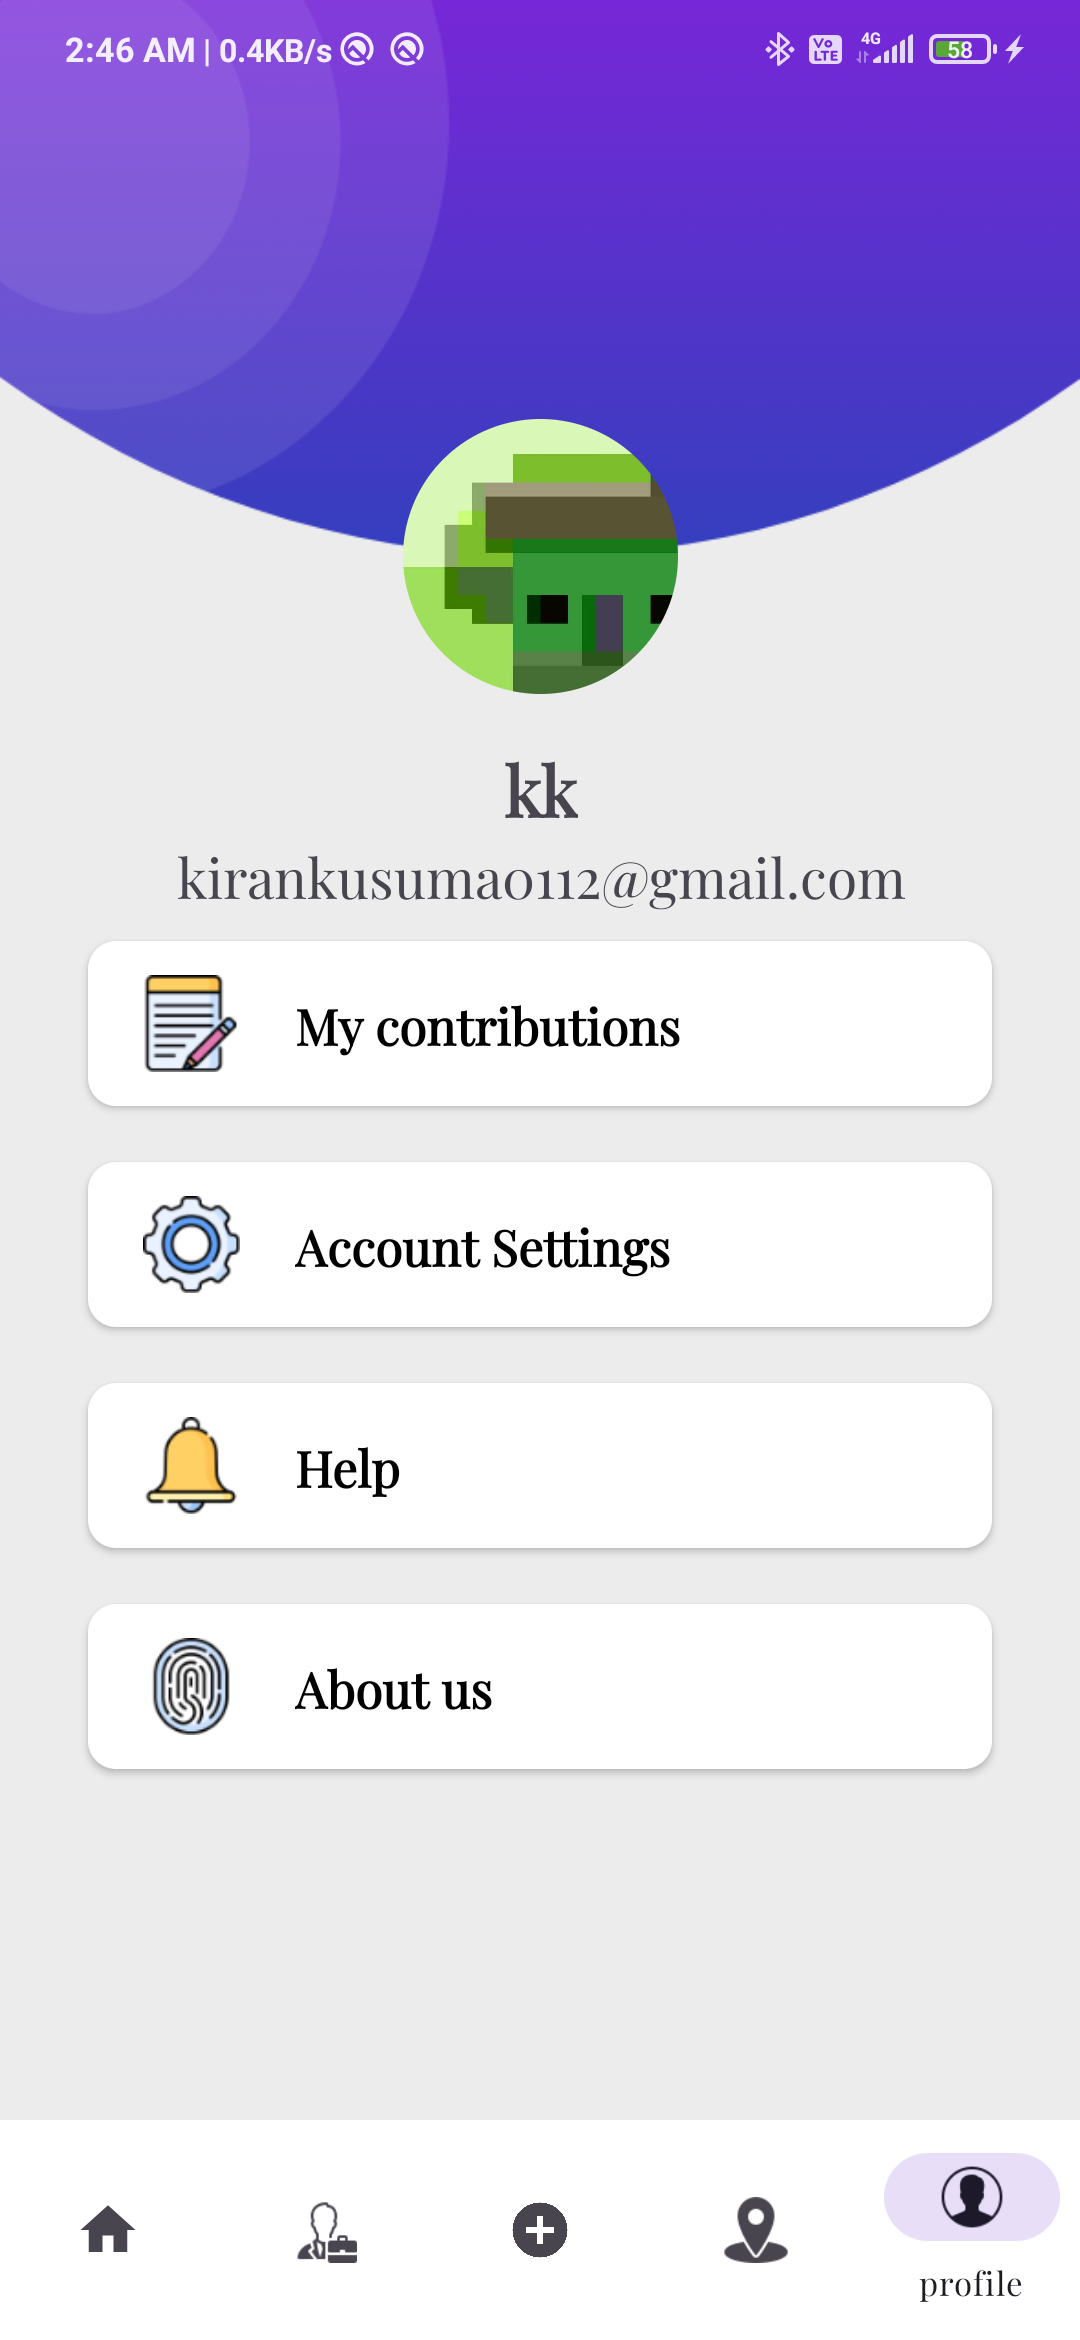 2:46 AM | 0.4KB/s Vo LTE 4G 58
kk
kirankusuma0112@gmail.com
My contributions
Account Settings
Help
About us
profile